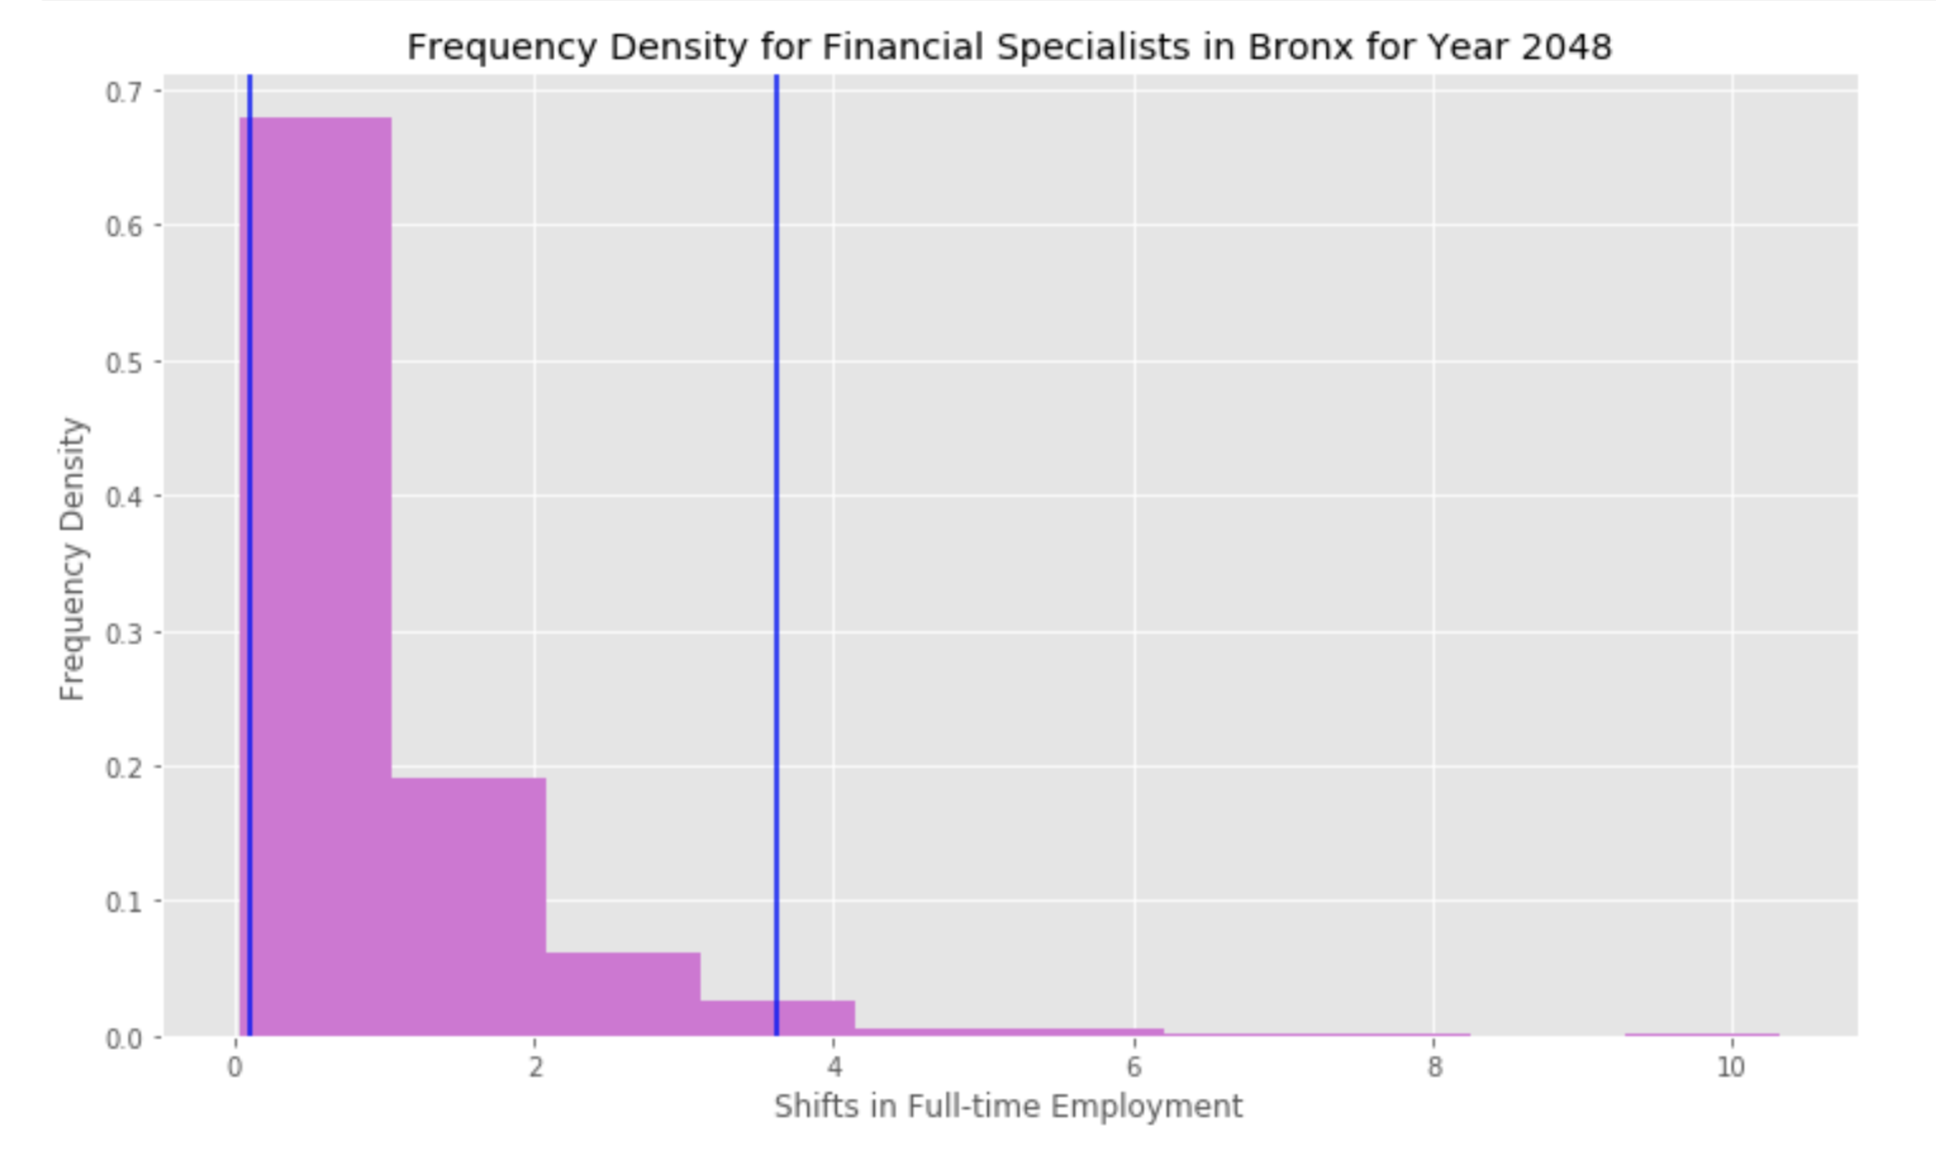 Frequency Density for Financial Specialists in Bronx for Year 2048
0.7
0.6
0.5
0.4
0.3
0.2
0.1
0.0
Frequency Density
0 2 4 6 8 10
Shifts in Full-time Employment